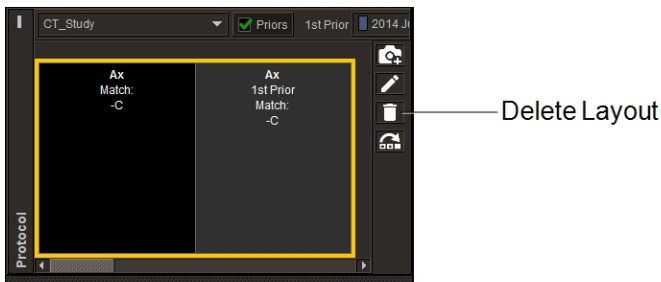 CT_Study Priors 1st Prior 2014 J
Ax
Match:
-C
Ax
1st Prior
Match:
-C
Delete Layout
Protocol